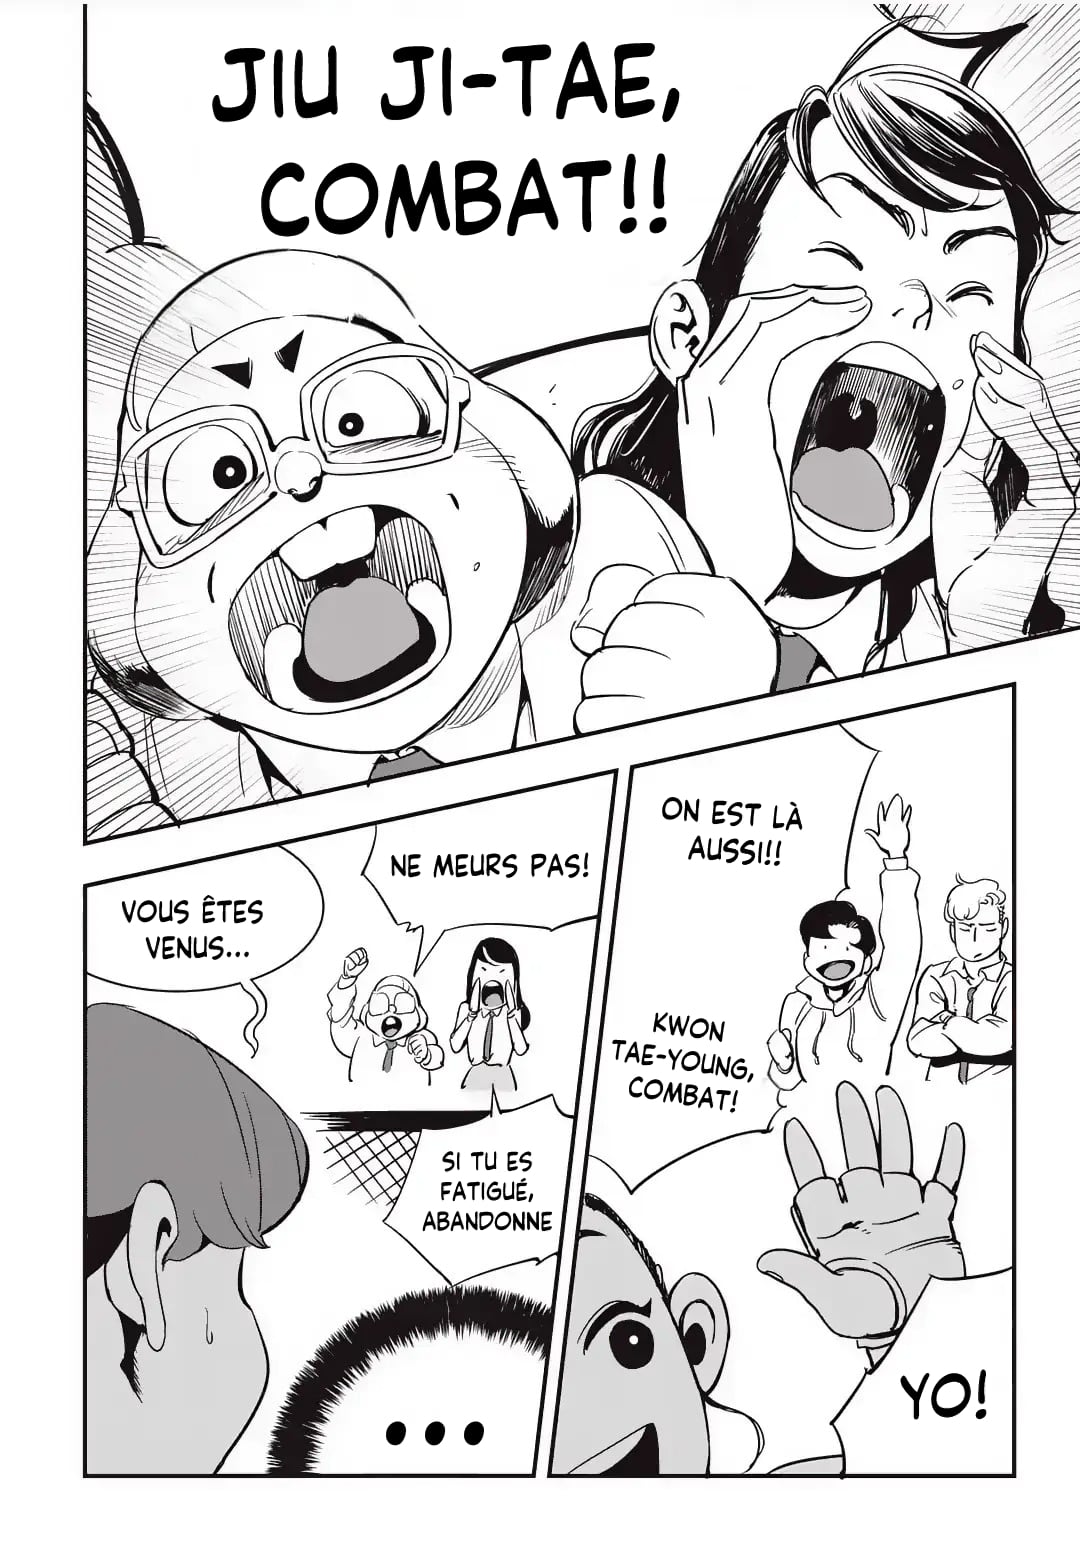 JIU JI-TAE,
COMBAT!!
NE MEURS PAS!
VOUS ÊTES
VENUS...
SI TU ES
FATIGUÉ,
ABANDONNE
...
ON EST LÀ
AUSSI!!
KWON
TAE-YOUNG,
COMBAT!
YO!